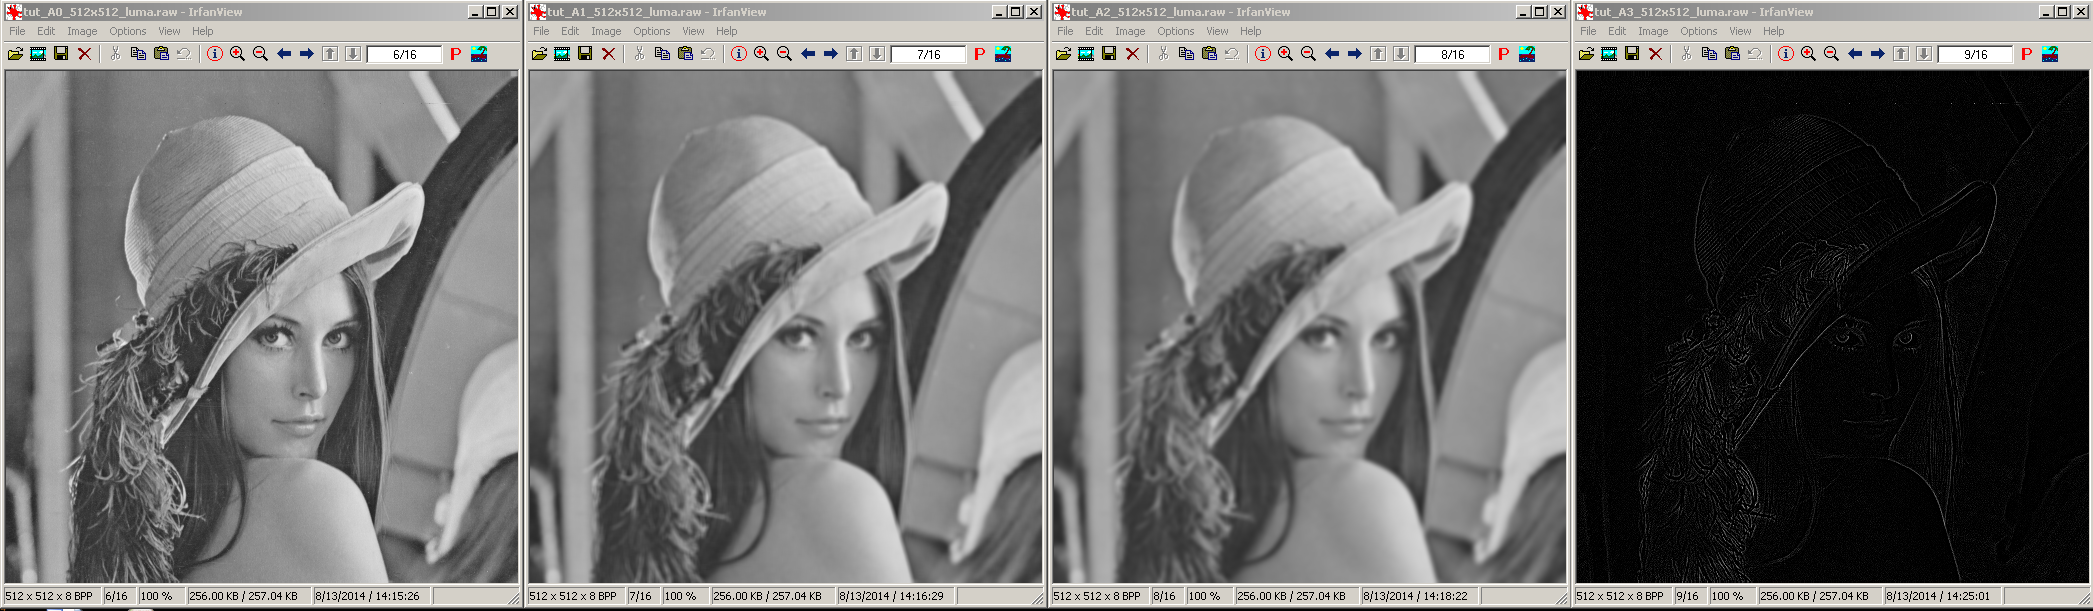 tut_A0_512x512_luma.raw - IrfanView
File Edit Image Options View Help
6/16
P
512 x 512 x 8 BPP 6/16 100 % 256.00 KB / 257.04 KB 8/13/2014 / 14:15:26
tut_A1_512x512_luma.raw - IrfanView
File Edit Image Options View Help
7/16
P
512 x 512 x 8 BPP 7/16 100 % 256.00 KB / 257.04 KB 8/13/2014 / 14:16:29
tut_A2_512x512_luma.raw - IrfanView
File Edit Image Options View Help
8/16
P
512 x 512 x 8 BPP 8/16 100 % 256.00 KB / 257.04 KB 8/13/2014 / 14:18:22
tut_A3_512x512_luma.raw - IrfanView
File Edit Image Options View Help
9/16
P
512 x 512 x 8 BPP 9/16 100 % 256.00 KB / 257.04 KB 8/13/2014 / 14:25:01